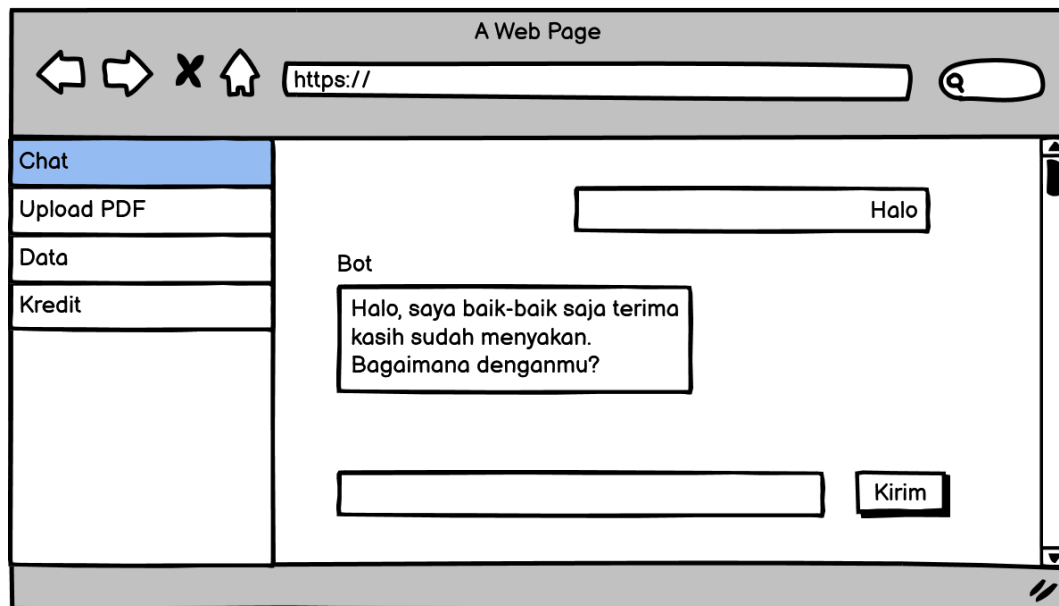 A Web Page
https://
Chat
Upload PDF
Data
Kredit
Halo
Bot
Halo, saya baik-baik saja terima
kasih sudah menyakan.
Bagaimana denganmu?
Kirim